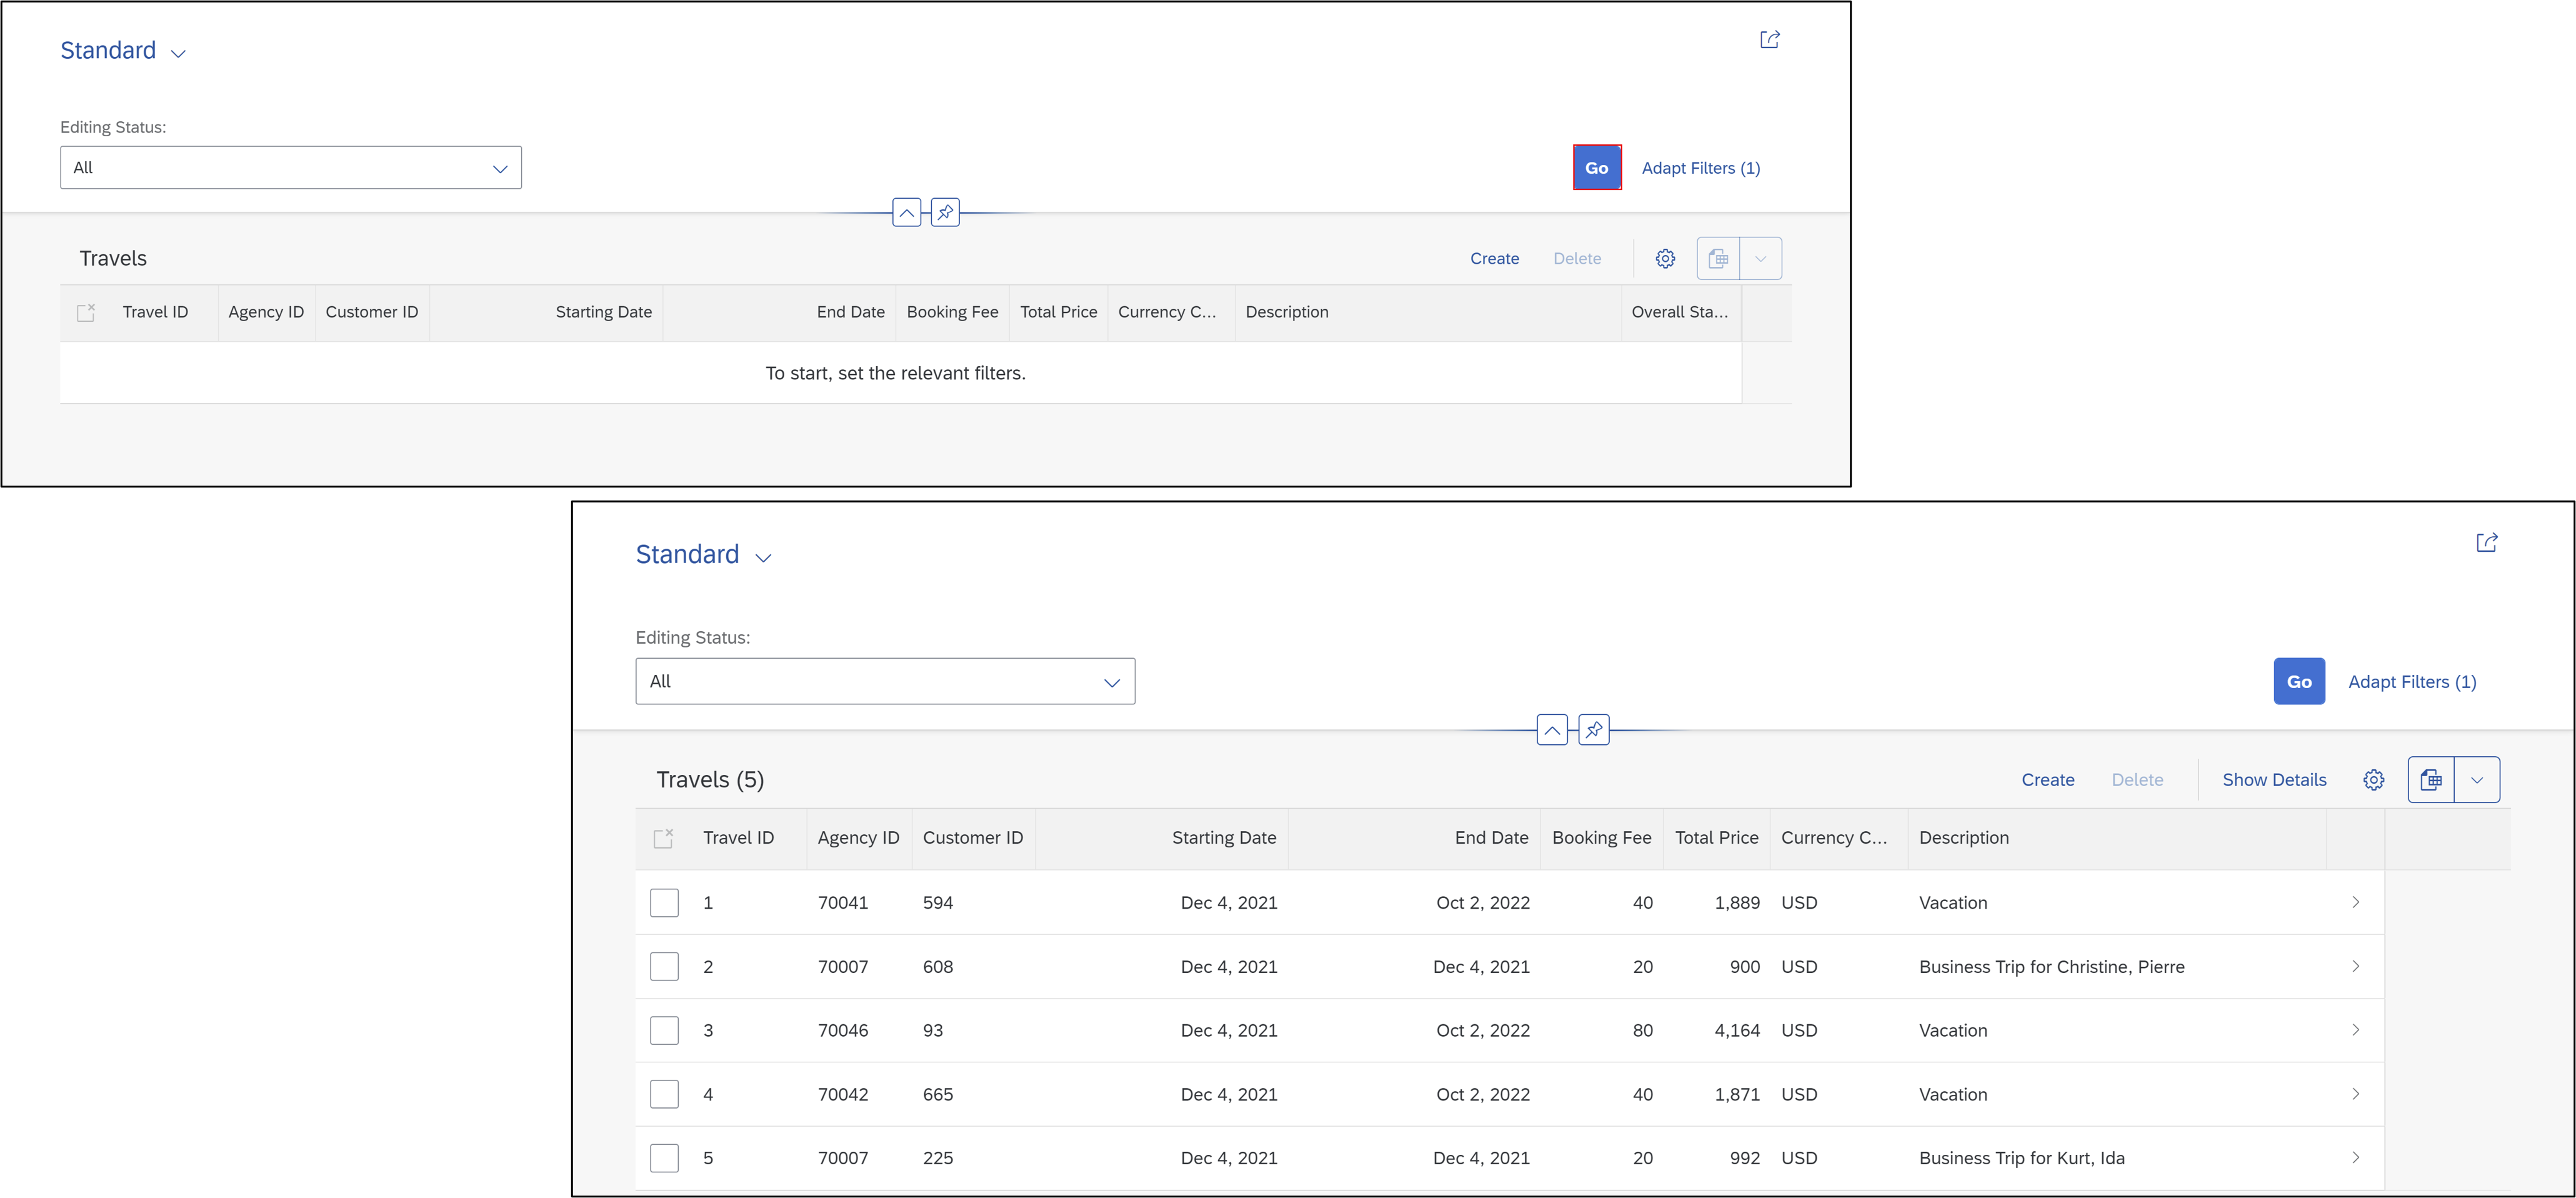 Standard
Editing Status:
All
Go Adapt Filters (1)
Travels Create Delete
Travel ID Agency ID Customer ID Starting Date End Date Booking Fee Total Price Currency C... Description Overall Sta...
To start, set the relevant filters.
Standard
Editing Status:
All
Go Adapt Filters (1)
Travels (5) Create Delete Show Details
Travel ID Agency ID Customer ID Starting Date End Date Booking Fee Total Price Currency C... Description
1 70041 594 Dec 4, 2021 Oct 2, 2022 40 1,889 USD Vacation
2 70007 608 Dec 4, 2021 Dec 4, 2021 20 900 USD Business Trip for Christine, Pierre
3 70046 93 Dec 4, 2021 Oct 2, 2022 80 4,164 USD Vacation
4 70042 665 Dec 4, 2021 Oct 2, 2022 40 1,871 USD Vacation
5 70007 225 Dec 4, 2021 Dec 4, 2021 20 992 USD Business Trip for Kurt, Ida